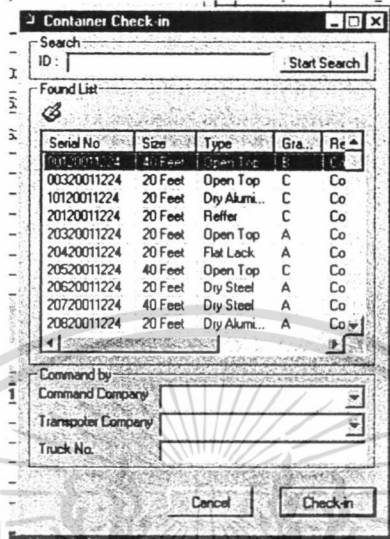 Container Check-in
Search
ID :
Start Search
Found List
Serial No Size Type Gra... Re
00120011224 40 Feet Open Top B Co
00320011224 20 Feet Open Top C Co
10120011224 20 Feet Dry Alumi... C Co
20120011224 20 Feet Reffer C Co
20320011224 20 Feet Open Top A Co
20420011224 20 Feet Flat Lack A Co
20520011224 40 Feet Open Top C Co
20620011224 20 Feet Dry Steel A Co
20720011224 40 Feet Dry Steel A Co
20820011224 20 Feet Dry Alumi... A Co
Command by
Command Company
Transpoter Company
Truck No.
Cancel Check-in